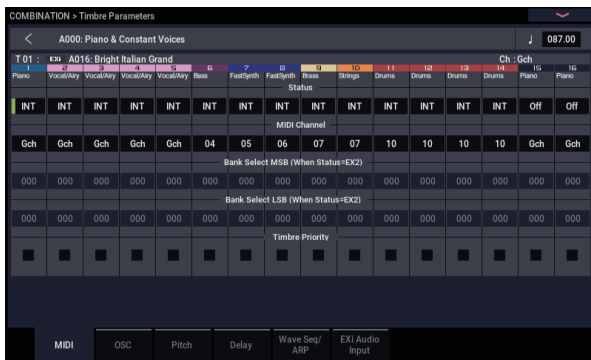 COMBINATION > Timbre Parameters
A000: Piano & Constant Voices
♩ 087.00
T01 : EXi A016: Bright Italian Grand Ch : Gch
1 2 3 4 5 6 7 8 9 10 11 12 13 14 15 16
Piano Vocal/Airy Vocal/Airy Vocal/Airy Vocal/Airy Bass FastSynth FastSynth Brass Strings Drums Drums Drums Drums Piano Piano
Status
INT INT INT INT INT INT INT INT INT INT INT INT INT INT Off Off
MIDI Channel
Gch Gch Gch Gch Gch 04 05 06 07 07 10 10 10 10 Gch Gch
Bank Select MSB (When Status=EX2)
000 000 000 000 000 000 000 000 000 000 000 000 000 000 000 000
Bank Select LSB (When Status=EX2)
000 000 000 000 000 000 000 000 000 000 000 000 000 000 000 000
Timbre Priority
MIDI OSC Pitch Delay Wave Seq/ EXi Audio
ARP Input